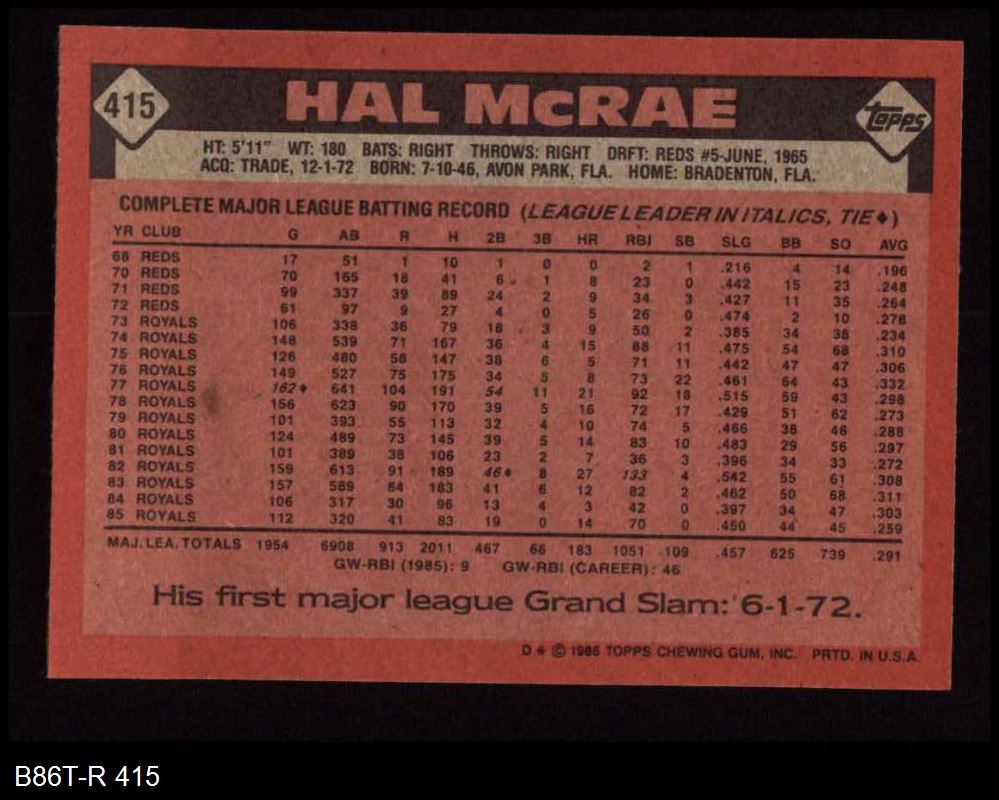 415
HAL McRAE
Topps
HT: 5'11" WT: 180 BATS: RIGHT THROWS: RIGHT DRFT: REDS #5-JUNE, 1965
ACQ: TRADE, 12-1-72 BORN: 7-10-46, AVON PARK, FLA. HOME: BRADENTON, FLA.
COMPLETE MAJOR LEAGUE BATTING RECORD (LEAGUE LEADER IN ITALICS, TIE♦)
YR CLUB G AB R H 2B 3B HR RBI SB SLG BB SO AVG
68 REDS 17 51 1 10 1 0 0 2 1 .216 4 14 .196
70 REDS 70 165 18 41 6 1 8 23 0 .442 15 23 .248
71 REDS 99 337 39 89 24 2 9 34 3 .427 11 35 .264
72 REDS 61 97 9 27 4 0 5 26 0 .474 2 10 .278
73 ROYALS 106 338 36 79 18 3 9 50 2 .385 34 38 .234
74 ROYALS 148 539 71 167 36 4 15 88 11 .475 54 68 .310
75 ROYALS 126 480 58 147 38 6 5 71 11 .442 47 47 .306
76 ROYALS 149 527 75 175 34 5 8 73 22 .461 64 43 .332
77 ROYALS 162♦ 641 104 191 54 11 21 92 18 .515 59 43 .298
78 ROYALS 156 623 90 170 39 5 16 72 17 .429 51 62 .273
79 ROYALS 101 393 55 113 32 4 10 74 5 .466 38 46 .288
80 ROYALS 124 489 73 145 39 5 14 83 10 .483 29 56 .297
81 ROYALS 101 389 38 106 23 2 7 36 3 .396 34 33 .272
82 ROYALS 159 613 91 189 46♦ 8 27 133 4 .542 55 61 .308
83 ROYALS 157 589 84 183 41 6 12 82 2 .462 50 68 .311
84 ROYALS 106 317 30 96 13 4 3 42 0 .397 34 47 .303
85 ROYALS 112 320 41 83 19 0 14 70 0 .450 44 45 .259
MAJ. LEA. TOTALS 1954 6908 913 2011 467 66 183 1051 109 .457 625 739 .291
GW-RBI (1985): 9 GW-RBI (CAREER): 46
His first major league Grand Slam: 6-1-72.
D * © 1986 TOPPS CHEWING GUM, INC. PRTD. IN U.S.A.
B86T-R 415